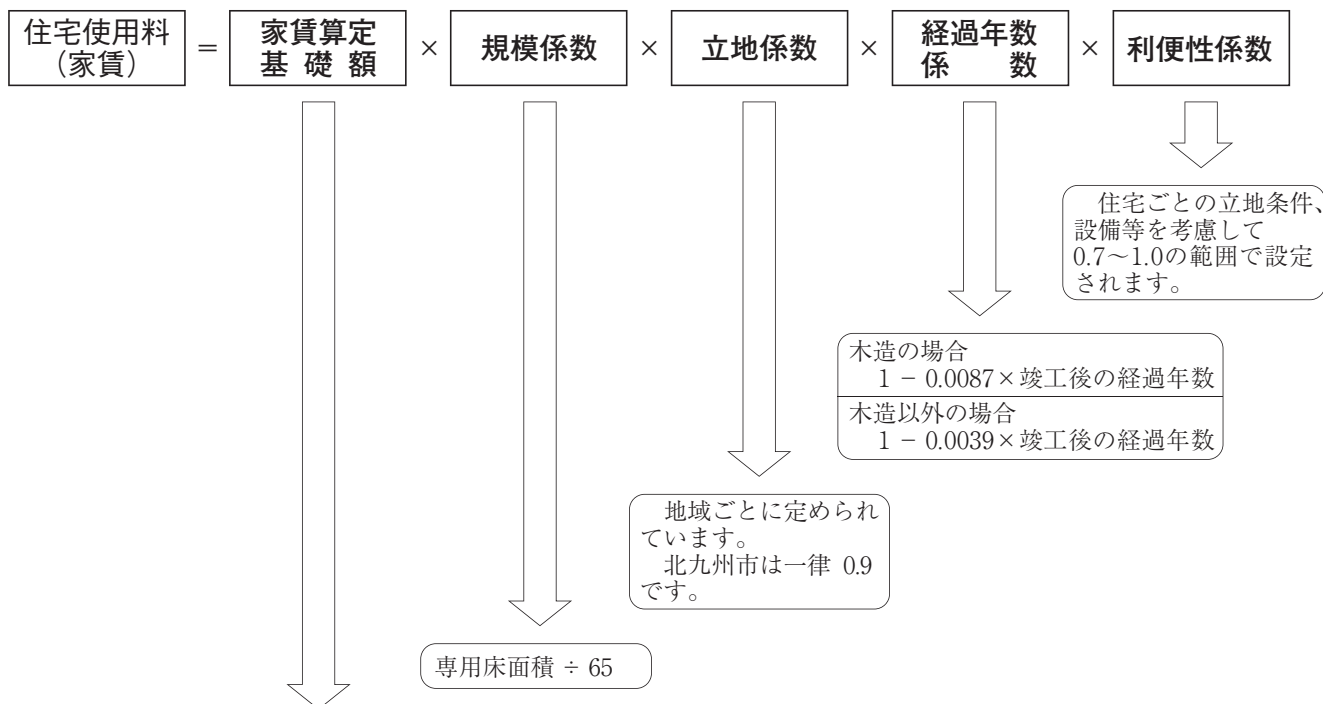 住宅使用料
（家賃）
＝
家賃算定
基礎額
×
規模係数
×
立地係数
×
経過年数
係数
×
利便性係数
住宅ごとの立地条件、
設備等を考慮して
0.7～1.0の範囲で設定
されます。
木造の場合
1 − 0.0087×竣工後の経過年数
木造以外の場合
1 − 0.0039×竣工後の経過年数
地域ごとに定められ
ています。
北九州市は一律 0.9
です。
専用床面積 ÷ 65